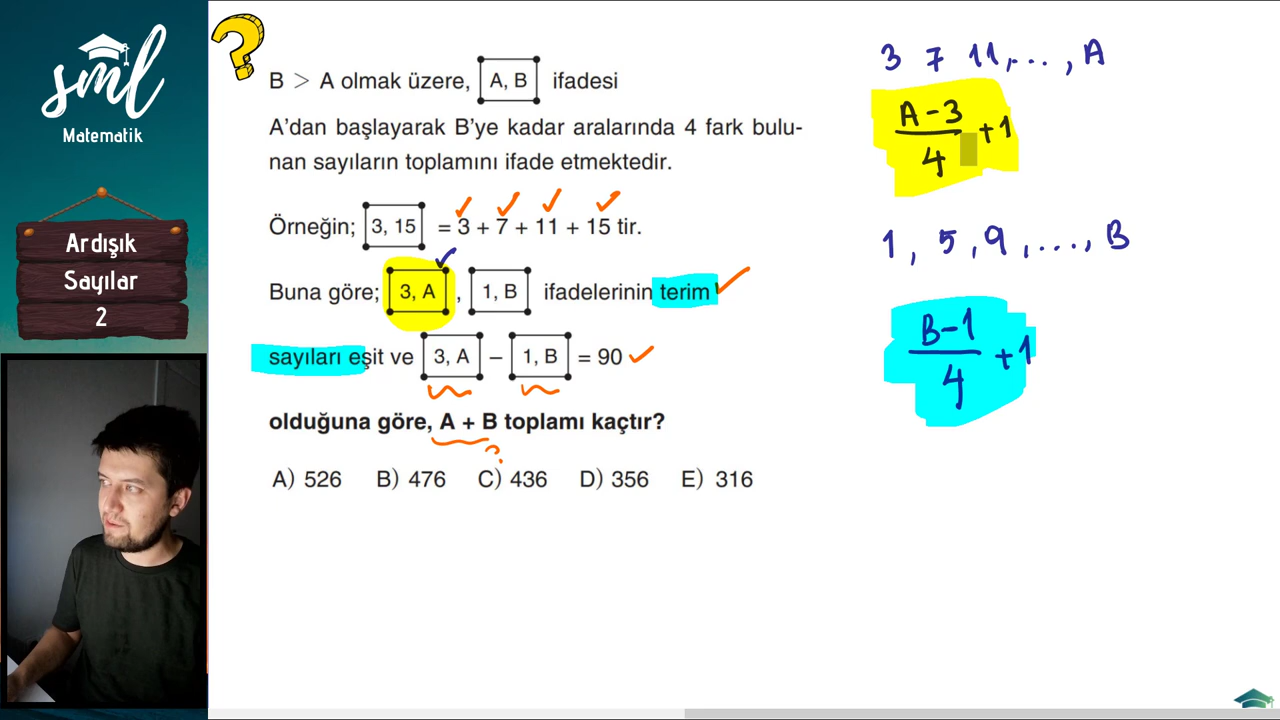 sml
Matematik
Ardışık
Sayılar
2
?
B > A olmak üzere, A, B ifadesi
A'dan başlayarak B'ye kadar aralarında 4 fark bulu-
nan sayıların toplamını ifade etmektedir.
Örneğin; 3, 15 = 3 + 7 + 11 + 15 tir.
Buna göre; 3, A , 1, B ifadelerinin terim
sayıları eşit ve 3, A – 1, B = 90
olduğuna göre, A + B toplamı kaçtır?
?
A) 526 B) 476 C) 436 D) 356 E) 316
3 7 11, ... , A
A - 3
4
+ 1
1, 5, 9, ..., B
B - 1
4
+ 1